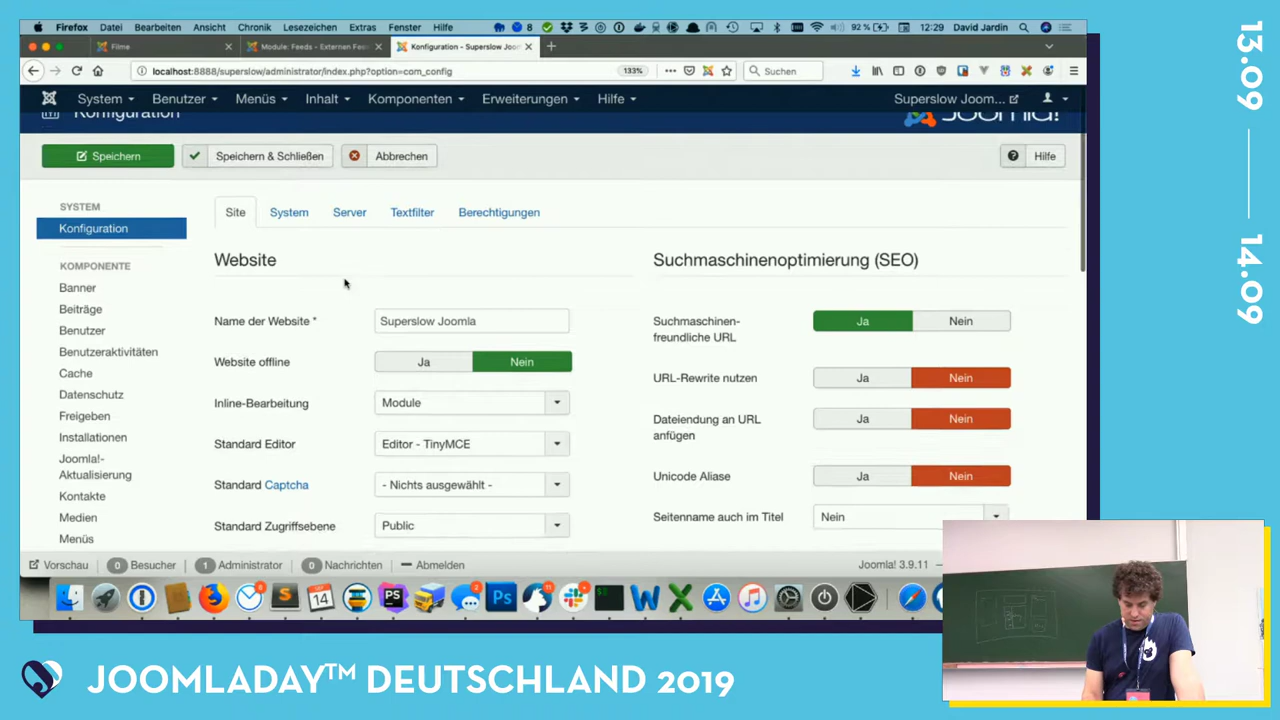 Firefox Datei Bearbeiten Ansicht Chronik Lesezeichen Extras Fenster Hilfe 8 92 % 12:29 David Jardin
Filme Module: Feeds - Externen Fee Konfiguration - Superslow Joom
localhost:8888/superslow/administrator/index.php?option=com_config 133% Suchen
System Benutzer Menüs Inhalt Komponenten Erweiterungen Hilfe Superslow Joom...
Konfiguration Joomla!
Speichern Speichern & Schließen Abbrechen Hilfe
SYSTEM
Konfiguration
KOMPONENTE
Banner
Beiträge
Benutzer
Benutzeraktivitäten
Cache
Datenschutz
Freigeben
Installationen
Joomla!-
Aktualisierung
Kontakte
Medien
Menüs
Site System Server Textfilter Berechtigungen
Website
Name der Website * Superslow Joomla
Website offline Ja Nein
Inline-Bearbeitung Module
Standard Editor Editor - TinyMCE
Standard Captcha - Nichts ausgewählt -
Standard Zugriffsebene Public
Suchmaschinenoptimierung (SEO)
Suchmaschinen-
freundliche URL Ja Nein
URL-Rewrite nutzen Ja Nein
Dateiendung an URL
anfügen Ja Nein
Unicode Aliase Ja Nein
Seitenname auch im Titel Nein
Vorschau 0 Besucher 1 Administrator 0 Nachrichten Abmelden Joomla! 3.9.11
14
PS
Ps
13.09
14.09
JOOMLADAY™ DEUTSCHLAND 2019